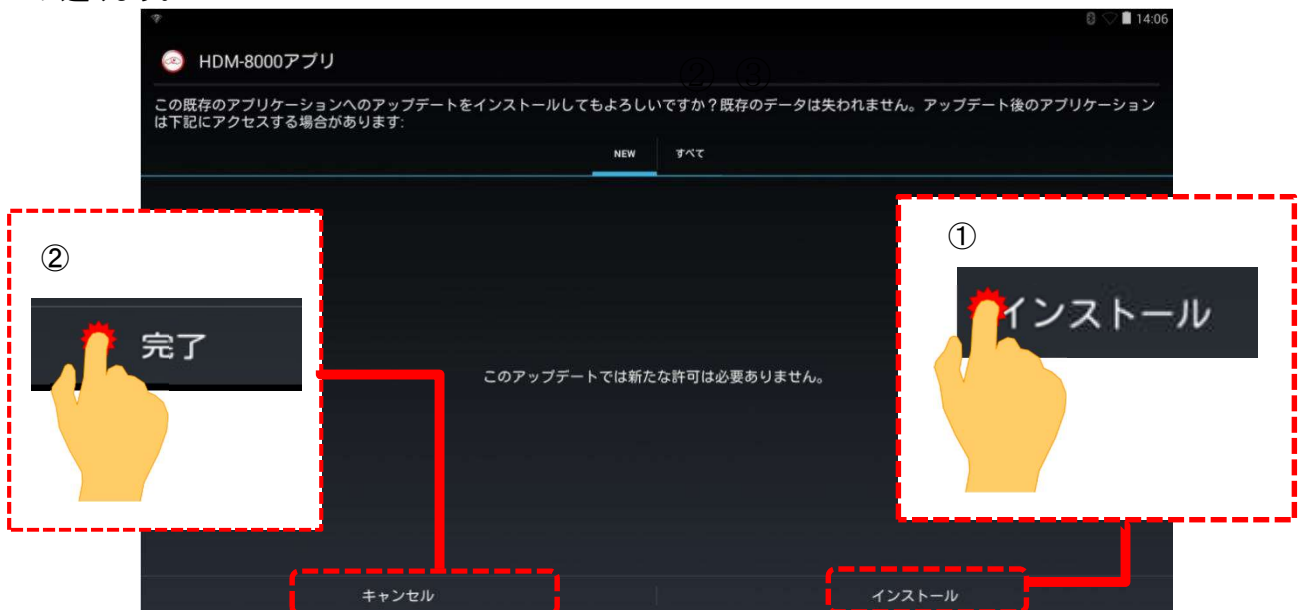 14:06
HDM-8000アプリ
② ③
この既存のアプリケーションへのアップデートをインストールしてもよろしいですか？既存のデータは失われません。アップデート後のアプリケーション
は下記にアクセスする場合があります:
NEW すべて
②
完了
①
インストール
このアップデートでは新たな許可は必要ありません。
キャンセル
インストール